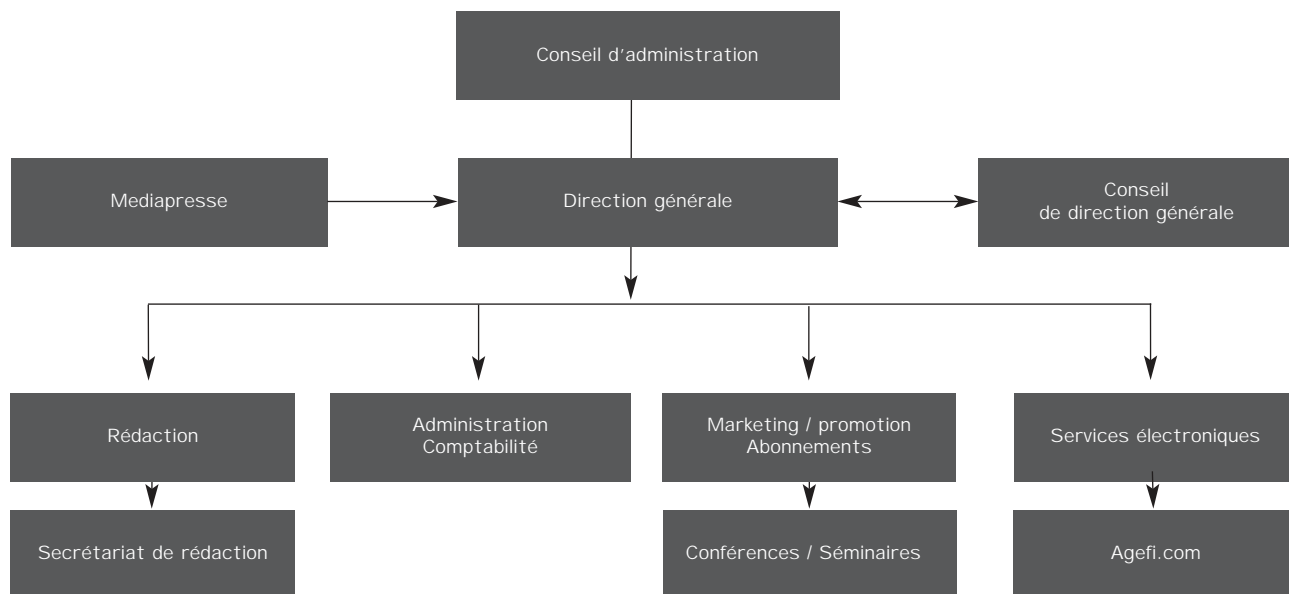 Conseil d'administration
Mediapresse
Direction générale
Conseil
de direction générale
Rédaction
Administration
Comptabilité
Marketing / promotion
Abonnements
Services électroniques
Secrétariat de rédaction
Conférences / Séminaires
Agefi.com